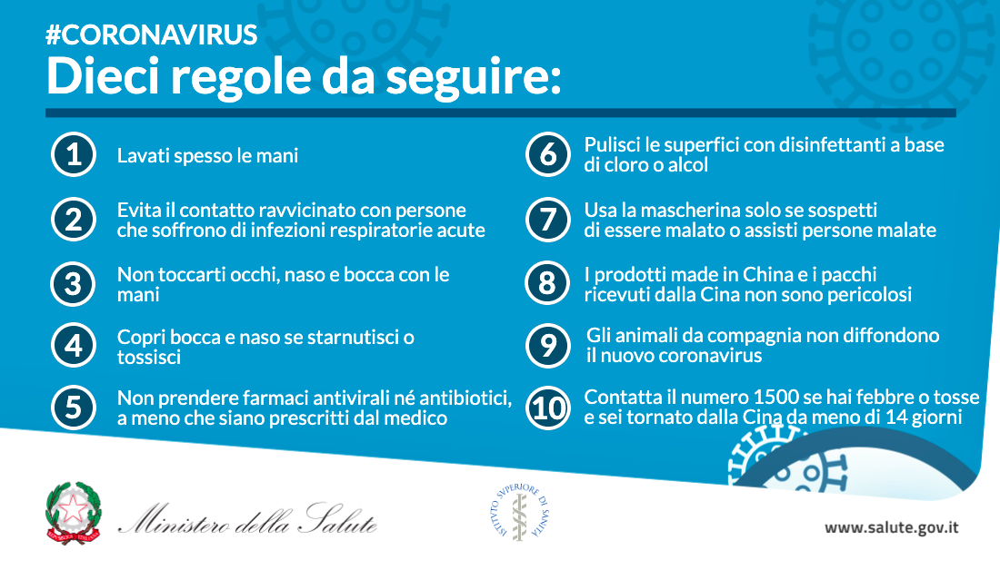 #CORONAVIRUS
Dieci regole da seguire:
1
Lavati spesso le mani
2
Evita il contatto ravvicinato con persone
che soffrono di infezioni respiratorie acute
3
Non toccarti occhi, naso e bocca con le
mani
4
Copri bocca e naso se starnutisci o
tossisci
5
Non prendere farmaci antivirali né antibiotici,
a meno che siano prescritti dal medico
6
Pulisci le superfici con disinfettanti a base
di cloro o alcol
7
Usa la mascherina solo se sospetti
di essere malato o assisti persone malate
8
I prodotti made in China e i pacchi
ricevuti dalla Cina non sono pericolosi
9
Gli animali da compagnia non diffondono
il nuovo coronavirus
10
Contatta il numero 1500 se hai febbre o tosse
e sei tornato dalla Cina da meno di 14 giorni
REPVBBLICA ITALIANA
Ministero della Salute
ISTITVTO SVPERIORE DI SANITÀ
www.salute.gov.it